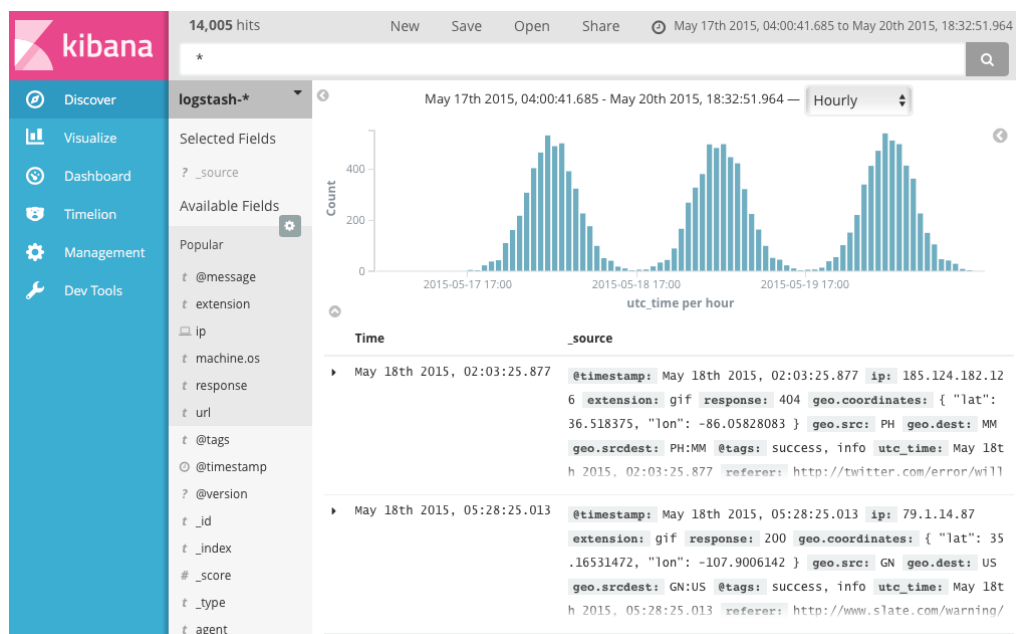 kibana
14,005 hits
New Save Open Share May 17th 2015, 04:00:41.685 to May 20th 2015, 18:32:51.964
*
Discover
Visualize
Dashboard
Timelion
Management
Dev Tools
logstash-*
Selected Fields
? _source
Available Fields
Popular
t @message
t extension
ip
t machine.os
t response
t url
t @tags
@timestamp
? @version
t _id
t _index
# _score
t _type
t agent
May 17th 2015, 04:00:41.685 - May 20th 2015, 18:32:51.964 — Hourly
Count
400
200
0
2015-05-17 17:00 2015-05-18 17:00 2015-05-19 17:00
utc_time per hour
Time _source
May 18th 2015, 02:03:25.877
@timestamp: May 18th 2015, 02:03:25.877 ip: 185.124.182.12
6 extension: gif response: 404 geo.coordinates: { "lat":
36.518375, "lon": -86.05828083 } geo.src: PH geo.dest: MM
geo.srcdest: PH:MM @tags: success, info utc_time: May 18t
h 2015, 02:03:25.877 referer: http://twitter.com/error/will
May 18th 2015, 05:28:25.013
@timestamp: May 18th 2015, 05:28:25.013 ip: 79.1.14.87
extension: gif response: 200 geo.coordinates: { "lat": 35
.16531472, "lon": -107.9006142 } geo.src: GN geo.dest: US
geo.srcdest: GN:US @tags: success, info utc_time: May 18t
h 2015, 05:28:25.013 referer: http://www.slate.com/warning/